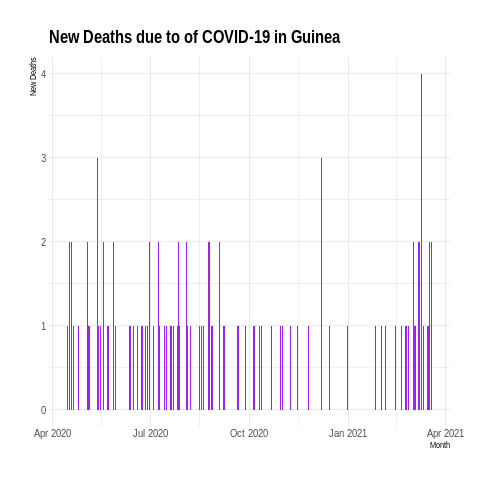 New Deaths due to of COVID-19 in Guinea
New Deaths
4
3
2
1
0
Apr 2020 Jul 2020 Oct 2020 Jan 2021 Apr 2021
Month